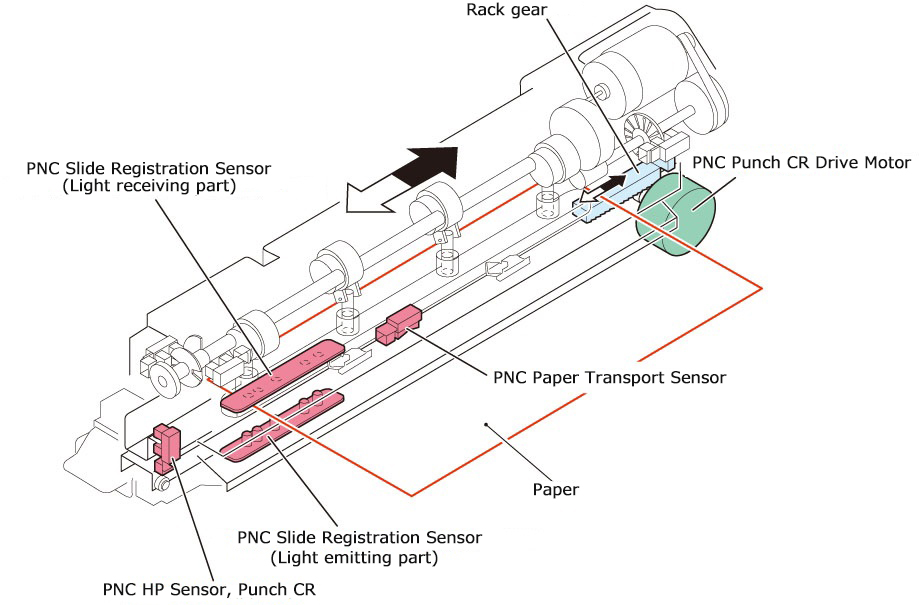 Rack gear
PNC Slide Registration Sensor
(Light receiving part)
PNC Punch CR Drive Motor
PNC Paper Transport Sensor
Paper
PNC Slide Registration Sensor
(Light emitting part)
PNC HP Sensor, Punch CR